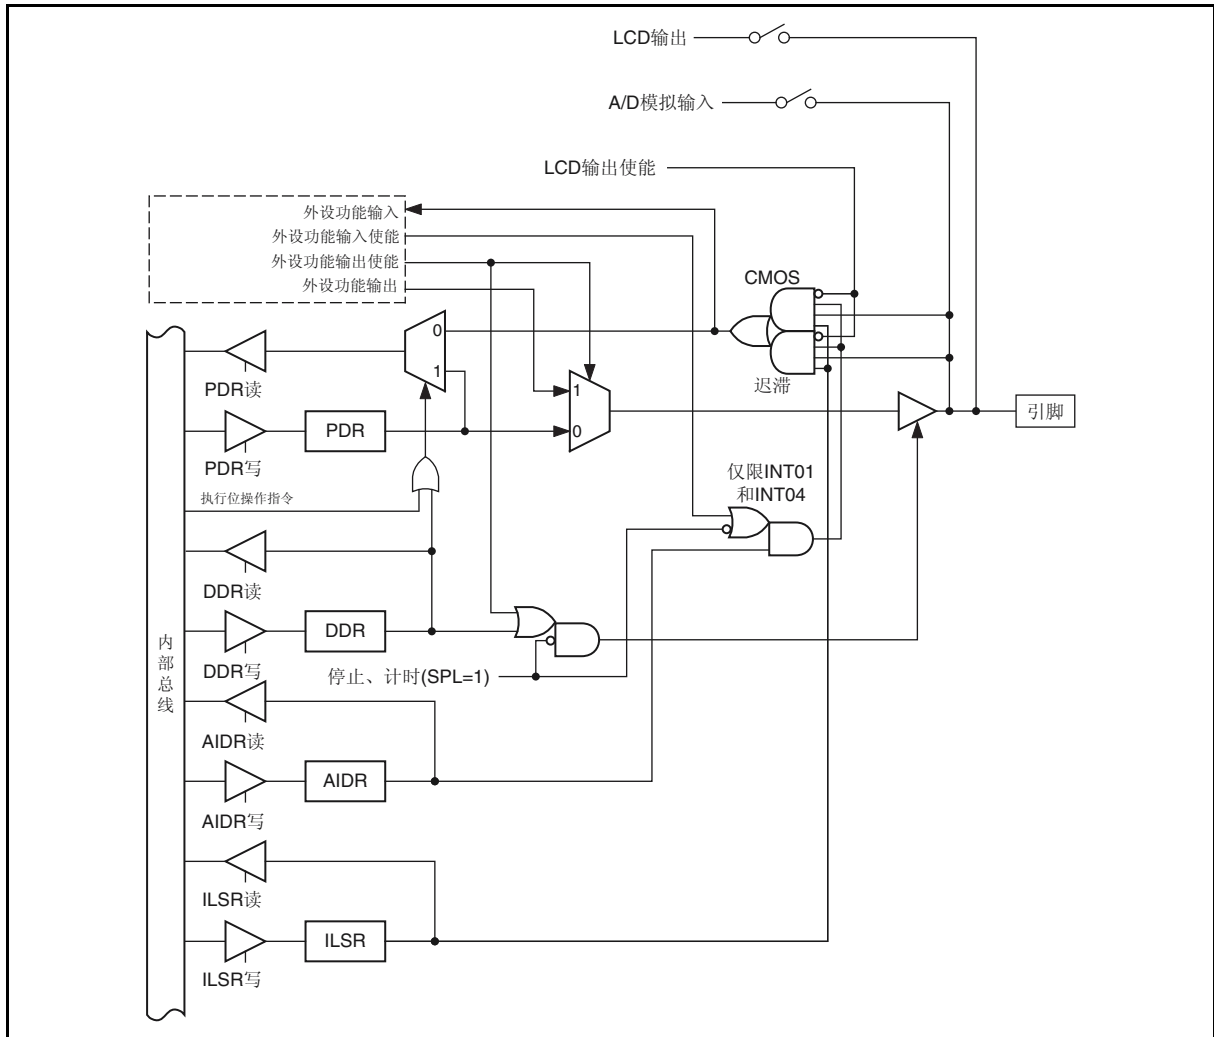 LCD输出
A/D模拟输入
LCD输出使能
外设功能输入
外设功能输入使能
外设功能输出使能
外设功能输出
CMOS
0
1
PDR读
1
迟滞
引脚
PDR
0
PDR写
仅限INT01
和INT04
执行位操作指令
DDR读
DDR
内部总线
DDR写
停止、计时(SPL=1)
AIDR读
AIDR
AIDR写
ILSR读
ILSR
ILSR写